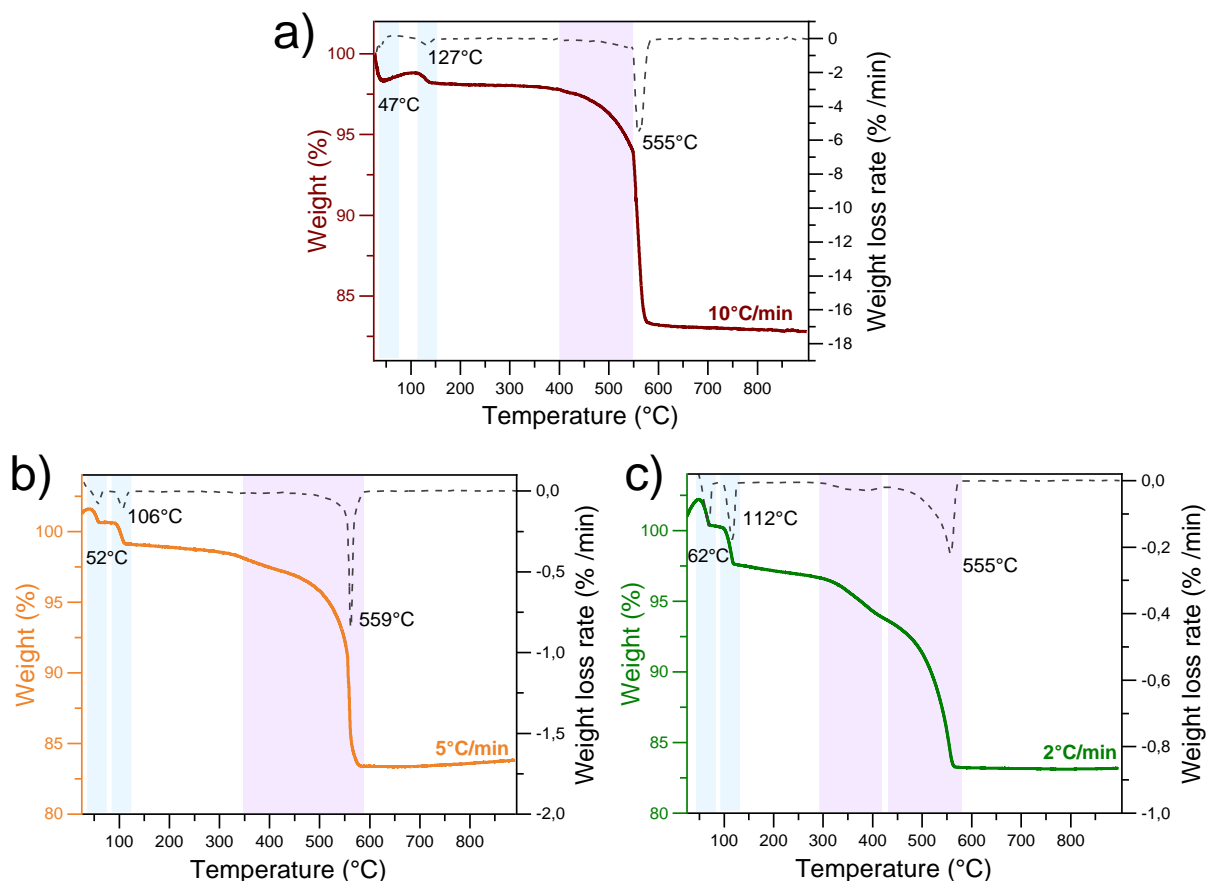 a)
Weight (%)
100
95
90
85
47°C
127°C
555°C
10°C/min
0
-2
-4
-6
-8
-10
-12
-14
-16
-18
Weight loss rate (% /min)
100 200 300 400 500 600 700 800
Temperature (°C)
b)
Weight (%)
100
95
90
85
80
52°C
106°C
559°C
5°C/min
0,0
-0,5
-1,0
-1,5
-2,0
Weight loss rate (% /min)
100 200 300 400 500 600 700 800
Temperature (°C)
c)
Weight (%)
100
95
90
85
80
62°C
112°C
555°C
2°C/min
0,0
-0,2
-0,4
-0,6
-0,8
-1,0
Weight loss rate (% /min)
100 200 300 400 500 600 700 800
Temperature (°C)